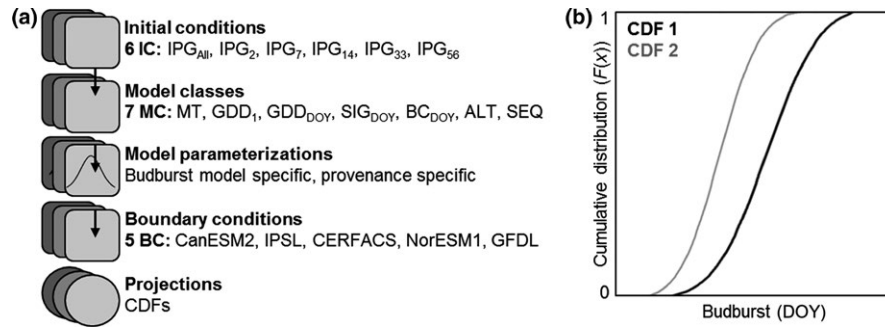 (a)
Initial conditions
6 IC: IPG_All, IPG_2, IPG_7, IPG_14, IPG_33, IPG_56
Model classes
7 MC: MT, GDD_1, GDD_DOY, SIG_DOY, BC_DOY, ALT, SEQ
Model parameterizations
Budburst model specific, provenance specific
Boundary conditions
5 BC: CanESM2, IPSL, CERFACS, NorESM1, GFDL
Projections
CDFs
(b)
1
CDF 1
CDF 2
Cumulative distribution (F(x))
0
Budburst (DOY)